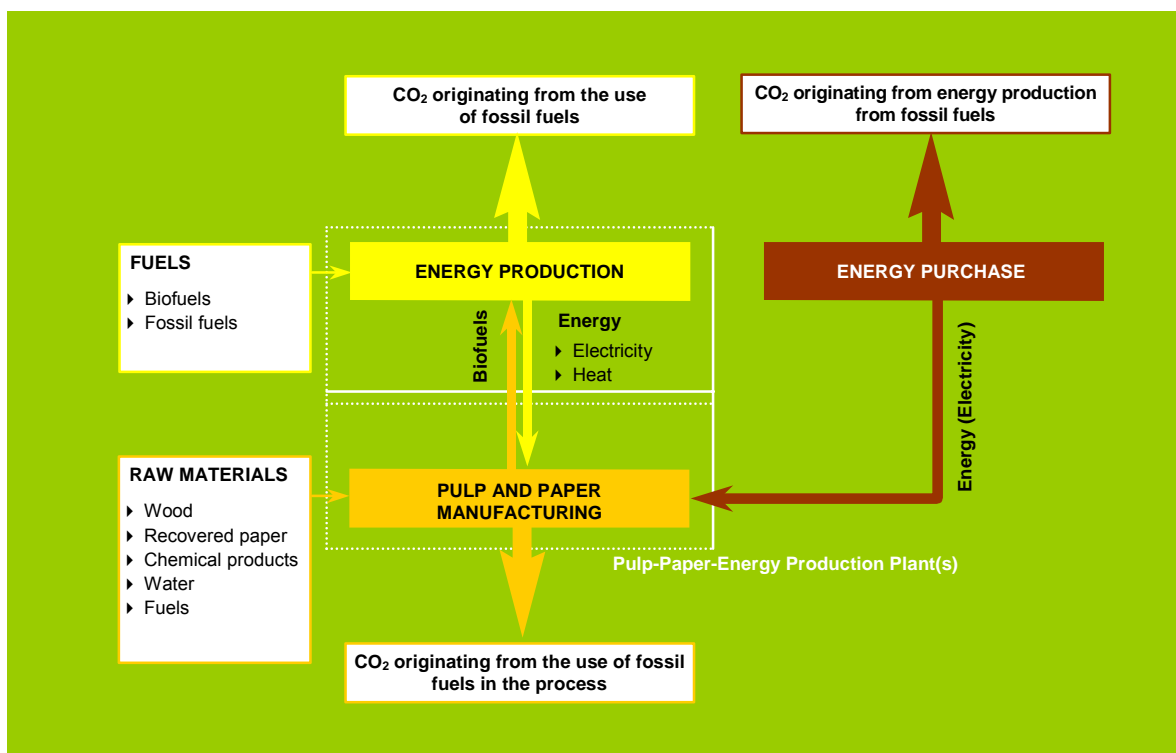 CO₂ originating from the use
of fossil fuels
CO₂ originating from energy production
from fossil fuels
FUELS
Biofuels
Fossil fuels
ENERGY PRODUCTION
ENERGY PURCHASE
Biofuels
Energy
Electricity
Heat
Energy (Electricity)
RAW MATERIALS
Wood
Recovered paper
Chemical products
Water
Fuels
PULP AND PAPER
MANUFACTURING
Pulp-Paper-Energy Production Plant(s)
CO₂ originating from the use of fossil
fuels in the process